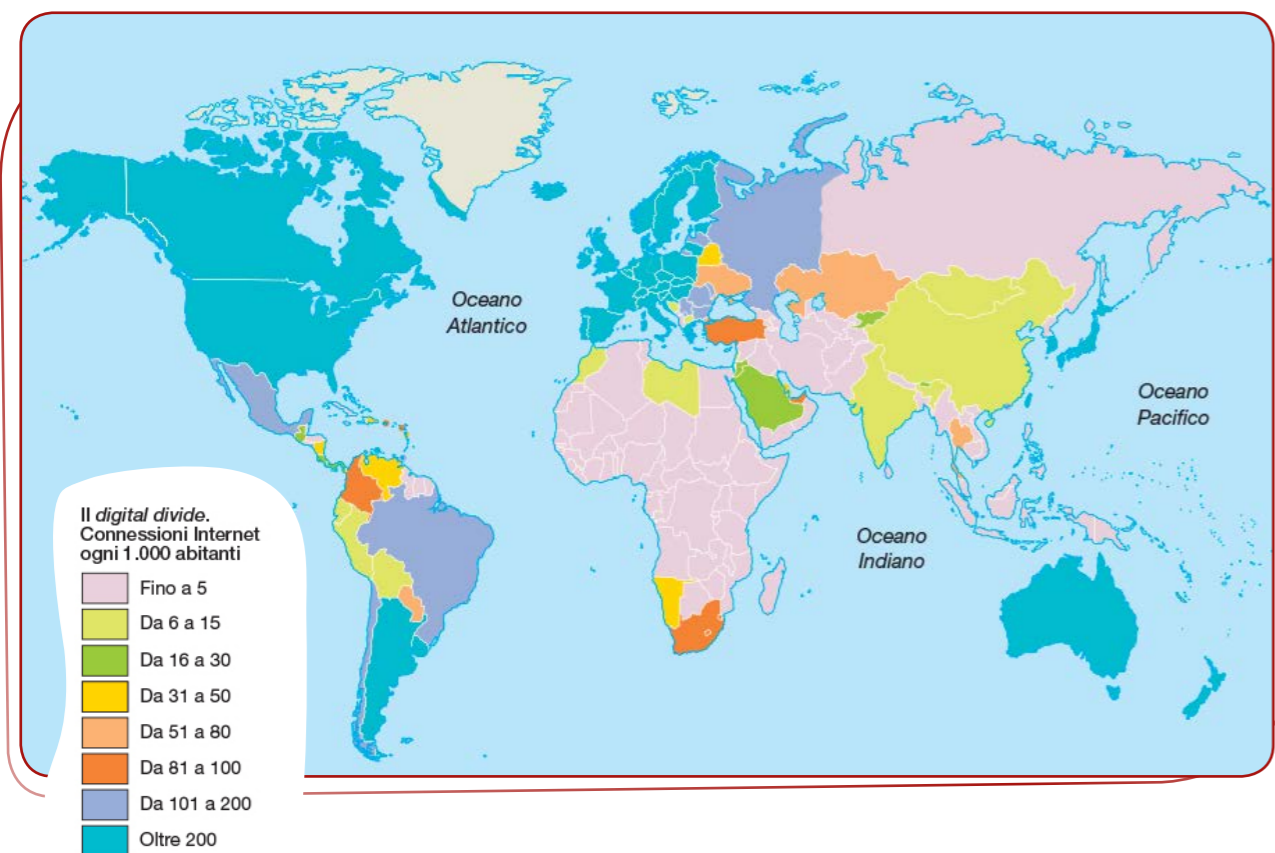 Oceano
Atlantico
Oceano
Pacifico
Oceano
Indiano
Il digital divide.
Connessioni Internet
ogni 1.000 abitanti
Fino a 5
Da 6 a 15
Da 16 a 30
Da 31 a 50
Da 51 a 80
Da 81 a 100
Da 101 a 200
Oltre 200